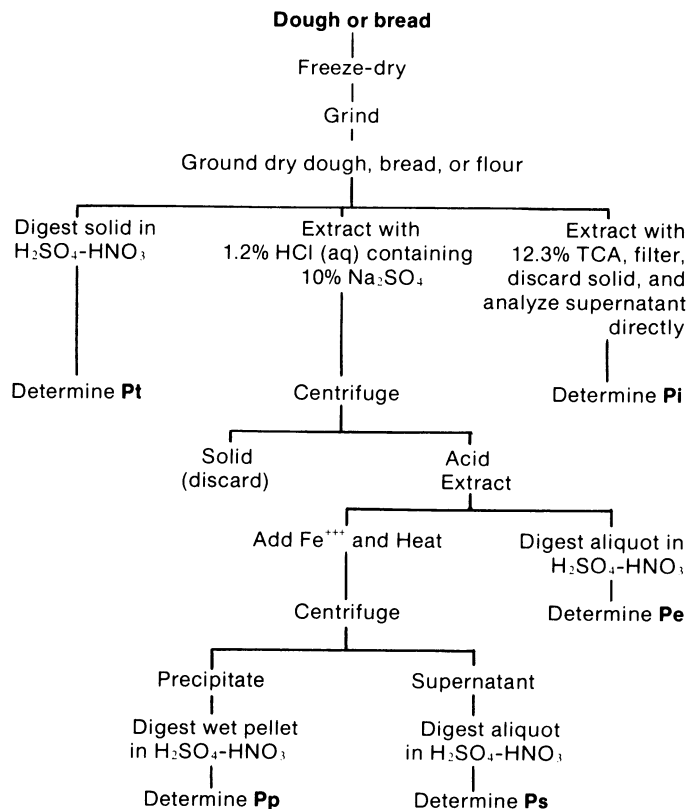 Dough or bread
Freeze-dry
Grind
Ground dry dough, bread, or flour
Digest solid in
H₂SO₄-HNO₃
Determine Pt
Extract with
1.2% HCl (aq) containing
10% Na₂SO₄
Extract with
12.3% TCA, filter,
discard solid, and
analyze supernatant
directly
Determine Pi
Centrifuge
Solid
(discard)
Acid
Extract
Add Fe⁺⁺⁺ and Heat
Digest aliquot in
H₂SO₄-HNO₃
Determine Pe
Centrifuge
Precipitate
Digest wet pellet
in H₂SO₄-HNO₃
Determine Pp
Supernatant
Digest aliquot
in H₂SO₄-HNO₃
Determine Ps